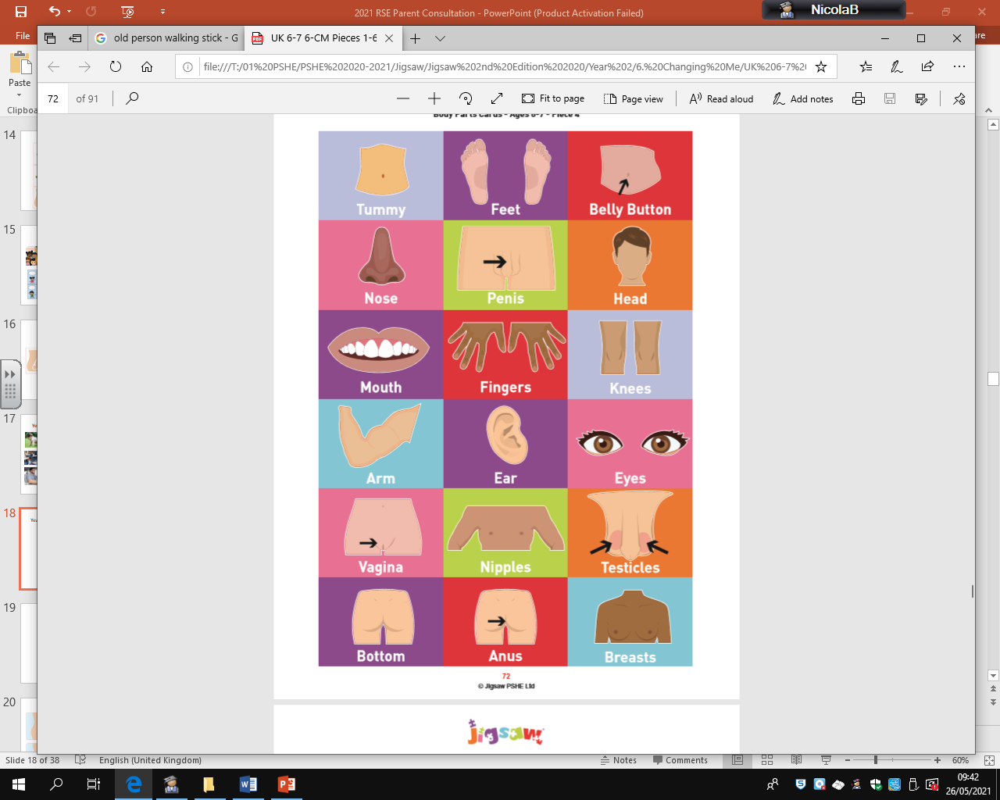 2021 RSE Parent Consultation - PowerPoint (Product Activation Failed)
NicolaB
File
old person walking stick - G
UK 6-7 6-CM Pieces 1-6
are
Paste
Clipboa
file:///T:/01%20PSHE/PSHE%202020-2021/Jigsaw/Jigsaw%202nd%20Edition%202020/Year%202/6.%20Changing%20Me/UK%206-7%20
72 of 91
Fit to page
Page view
Read aloud
Add notes
Body Parts Cards - Ages 6-7 - Piece 4
14
15
16
17
18
19
20
Tummy Feet Belly Button
Nose Penis Head
Mouth Fingers Knees
Arm Ear Eyes
Vagina Nipples Testicles
Bottom Anus Breasts
72
© Jigsaw PSHE Ltd
jigsaw
Slide 18 of 38
English (United Kingdom)
Notes
Comments
60%
09:42
26/05/2021